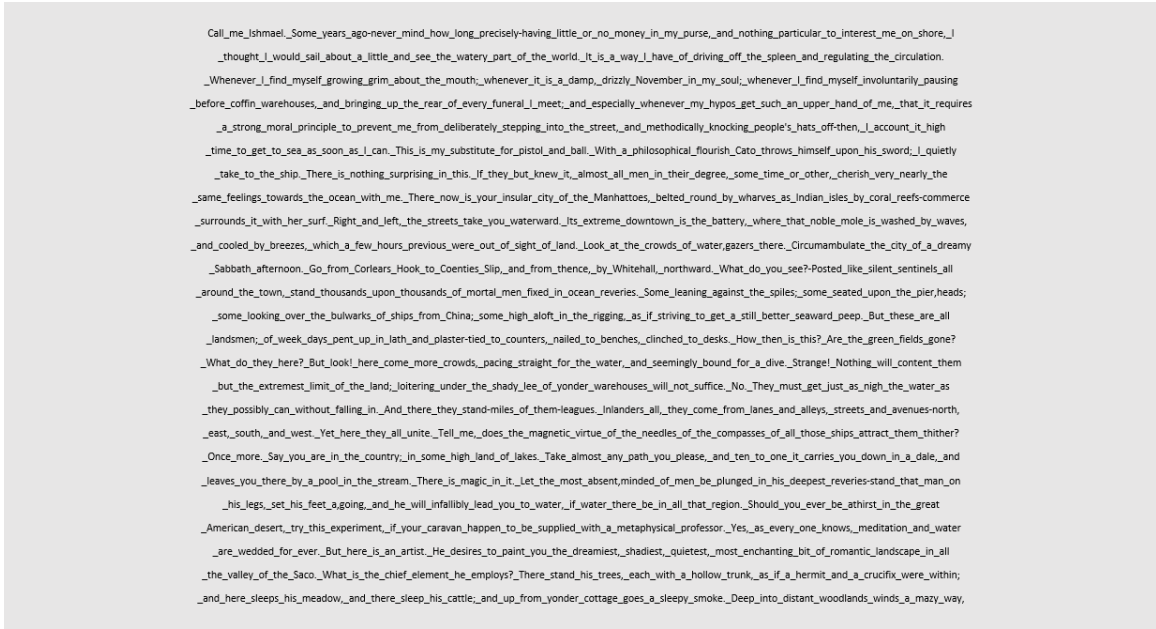 Call_me_Ishmael._Some_years_ago-never_mind_how_long_precisely-having_little_or_no_money_in_my_purse,_and_nothing_particular_to_interest_me_on_shore,_I
_thought_I_would_sail_about_a_little_and_see_the_watery_part_of_the_world._It_is_a_way_I_have_of_driving_off_the_spleen_and_regulating_the_circulation.
_Whenever_I_find_myself_growing_grim_about_the_mouth;_whenever_it_is_a_damp,_drizzly_November_in_my_soul;_whenever_I_find_myself_involuntarily_pausing
_before_coffin_warehouses,_and_bringing_up_the_rear_of_every_funeral_I_meet;_and_especially_whenever_my_hypos_get_such_an_upper_hand_of_me,_that_it_requires
_a_strong_moral_principle_to_prevent_me_from_deliberately_stepping_into_the_street,_and_methodically_knocking_people's_hats_off-then,_I_account_it_high
_time_to_get_to_sea_as_soon_as_I_can._This_is_my_substitute_for_pistol_and_ball._With_a_philosophical_flourish_Cato_throws_himself_upon_his_sword;_I_quietly
_take_to_the_ship._There_is_nothing_surprising_in_this._If_they_but_knew_it,_almost_all_men_in_their_degree,_some_time_or_other,_cherish_very_nearly_the
_same_feelings_towards_the_ocean_with_me._There_now_is_your_insular_city_of_the_Manhattoes,_belted_round_by_wharves_as_Indian_isles_by_coral_reefs-commerce
_surrounds_it_with_her_surf._Right_and_left,_the_streets_take_you_waterward._Its_extreme_downtown_is_the_battery,_where_that_noble_mole_is_washed_by_waves,
_and_cooled_by_breezes,_which_a_few_hours_previous_were_out_of_sight_of_land._Look_at_the_crowds_of_water,gazers_there._Circumambulate_the_city_of_a_dreamy
_Sabbath_afternoon._Go_from_Corlears_Hook_to_Coenties_Slip,_and_from_thence,_by_Whitehall,_northward._What_do_you_see?-Posted_like_silent_sentinels_all
_around_the_town,_stand_thousands_upon_thousands_of_mortal_men_fixed_in_ocean_reveries._Some_leaning_against_the_spiles;_some_seated_upon_the_pier,heads;
_some_looking_over_the_bulwarks_of_ships_from_China;_some_high_aloft_in_the_rigging,_as_if_striving_to_get_a_still_better_seaward_peep._But_these_are_all
_landsmen;_of_week_days_pent_up_in_lath_and_plaster-tied_to_counters,_nailed_to_benches,_clinched_to_desks._How_then_is_this?_Are_the_green_fields_gone?
_What_do_they_here?_But_look!_here_come_more_crowds,_pacing_straight_for_the_water,_and_seemingly_bound_for_a_dive._Strange!_Nothing_will_content_them
_but_the_extremest_limit_of_the_land;_loitering_under_the_shady_lee_of_yonder_warehouses_will_not_suffice._No._They_must_get_just_as_nigh_the_water_as
_they_possibly_can_without_falling_in._And_there_they_stand-miles_of_them-leagues._Inlanders_all,_they_come_from_lanes_and_alleys,_streets_and_avenues-north,
_east,_south,_and_west._Yet_here_they_all_unite._Tell_me,_does_the_magnetic_virtue_of_the_needles_of_the_compasses_of_all_those_ships_attract_them_thither?
_Once_more._Say_you_are_in_the_country;_in_some_high_land_of_lakes._Take_almost_any_path_you_please,_and_ten_to_one_it_carries_you_down_in_a_dale,_and
_leaves_you_there_by_a_pool_in_the_stream._There_is_magic_in_it._Let_the_most_absent,minded_of_men_be_plunged_in_his_deepest_reveries-stand_that_man_on
_his_legs,_set_his_feet_a,going,_and_he_will_infallibly_lead_you_to_water,_if_water_there_be_in_all_that_region._Should_you_ever_be_athirst_in_the_great
_American_desert,_try_this_experiment,_if_your_caravan_happen_to_be_supplied_with_a_metaphysical_professor._Yes,_as_every_one_knows,_meditation_and_water
_are_wedded_for_ever._But_here_is_an_artist._He_desires_to_paint_you_the_dreamiest,_shadiest,_quietest,_most_enchanting_bit_of_romantic_landscape_in_all
_the_valley_of_the_Saco._What_is_the_chief_element_he_employs?_There_stand_his_trees,_each_with_a_hollow_trunk,_as_if_a_hermit_and_a_crucifix_were_within;
_and_here_sleeps_his_meadow,_and_there_sleep_his_cattle;_and_up_from_yonder_cottage_goes_a_sleepy_smoke._Deep_into_distant_woodlands_winds_a_mazy_way,